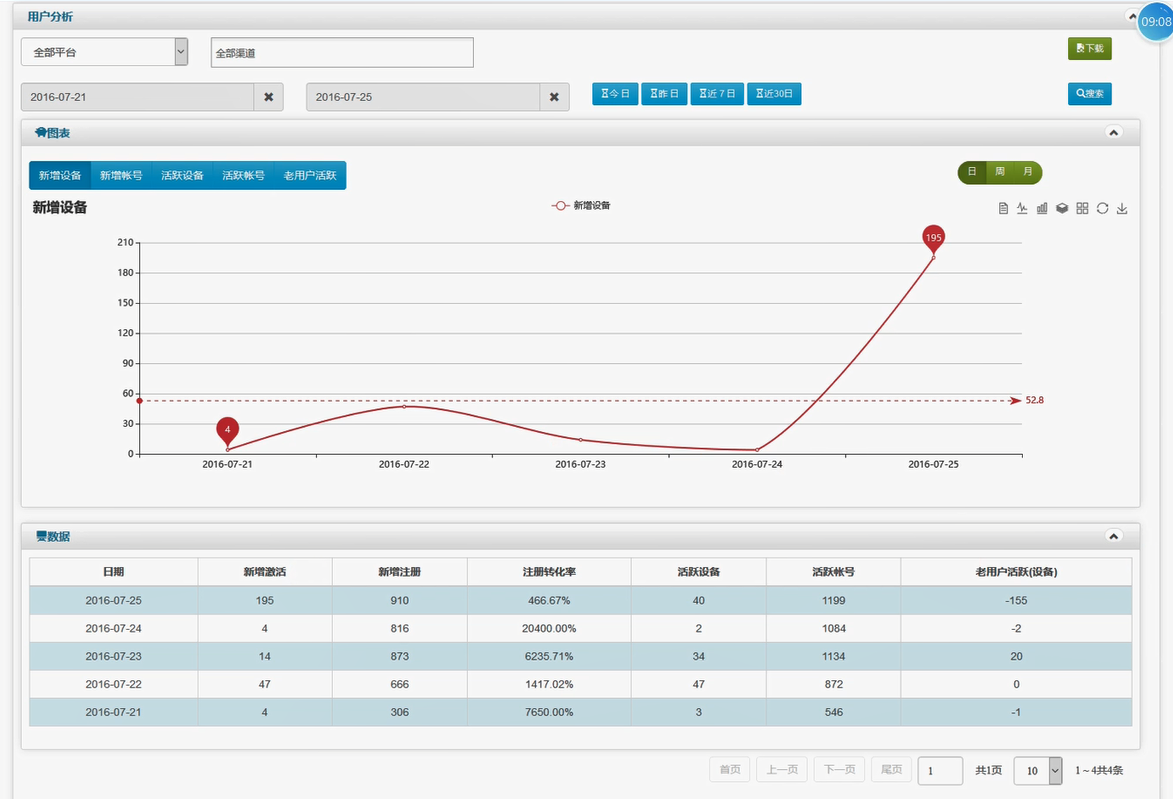 用户分析
09:08
全部平台 全部渠道 下载
2016-07-21 2016-07-25 今日 昨日 近7日 近30日 搜索
图表
新增设备 新增帐号 活跃设备 活跃帐号 老用户活跃 日 周 月
新增设备 新增设备
210
195
180
150
120
90
60
52.8
30
4
0
2016-07-21 2016-07-22 2016-07-23 2016-07-24 2016-07-25
数据
日期 新增激活 新增注册 注册转化率 活跃设备 活跃帐号 老用户活跃(设备)
2016-07-25 195 910 466.67% 40 1199 -155
2016-07-24 4 816 20400.00% 2 1084 -2
2016-07-23 14 873 6235.71% 34 1134 20
2016-07-22 47 666 1417.02% 47 872 0
2016-07-21 4 306 7650.00% 3 546 -1
首页 上一页 下一页 尾页 1 共1页 10 1～4共4条